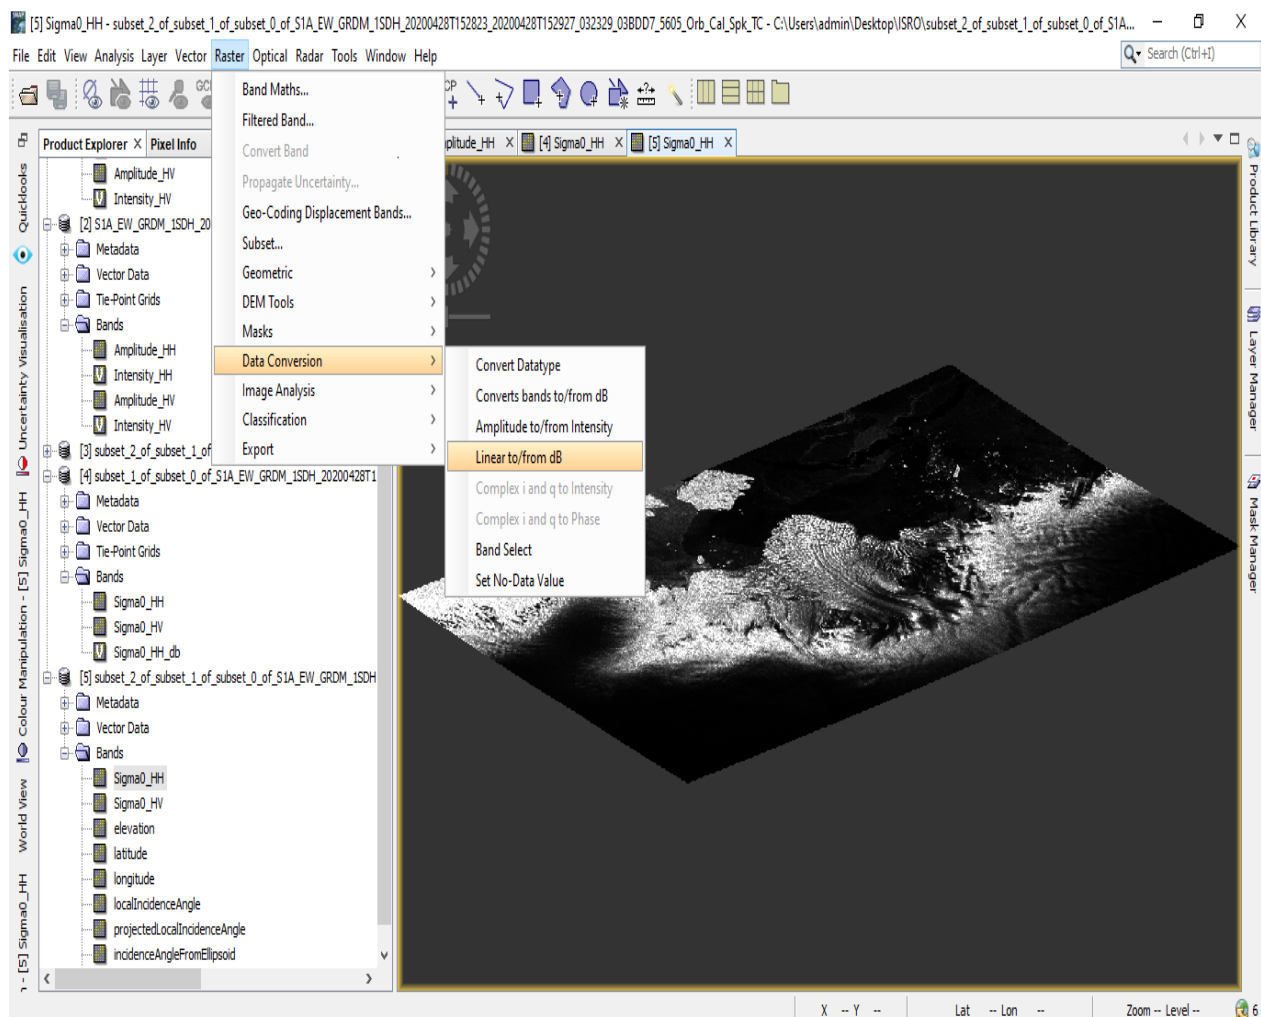 [5] Sigma0_HH - subset_2_of_subset_1_of_subset_0_of_S1A_EW_GRDM_1SDH_20200428T152823_20200428T152927_032329_03BDD7_5605_Orb_Cal_Spk_TC - C:\Users\admin\Desktop\ISRO\subset_2_of_subset_1_of_subset_0_of_S1A...
File Edit View Analysis Layer Vector Raster Optical Radar Tools Window Help
Search (Ctrl+I)
GC
CP
Product Explorer Pixel Info
plitude_HH [4] Sigma0_HH [5] Sigma0_HH
Amplitude_HV
Intensity_HV
[2] S1A_EW_GRDM_1SDH_20
Metadata
Vector Data
Tie-Point Grids
Bands
Amplitude_HH
Intensity_HH
Amplitude_HV
Intensity_HV
[3] subset_2_of_subset_1_of
[4] subset_1_of_subset_0_of_S1A_EW_GRDM_1SDH_20200428T1
Metadata
Vector Data
Tie-Point Grids
Bands
Sigma0_HH
Sigma0_HV
Sigma0_HH_db
[5] subset_2_of_subset_1_of_subset_0_of_S1A_EW_GRDM_1SDH
Metadata
Vector Data
Bands
Sigma0_HH
Sigma0_HV
elevation
latitude
longitude
localIncidenceAngle
projectedLocalIncidenceAngle
incidenceAngleFromEllipsoid
Band Maths...
Filtered Band...
Convert Band
Propagate Uncertainty...
Geo-Coding Displacement Bands...
Subset...
Geometric
DEM Tools
Masks
Data Conversion
Image Analysis
Classification
Export
Convert Datatype
Converts bands to/from dB
Amplitude to/from Intensity
Linear to/from dB
Complex i and q to Intensity
Complex i and q to Phase
Band Select
Set No-Data Value
Quicklooks
Uncertainty Visualisation
Colour Manipulation - [5] Sigma0_HH
World View
n - [5] Sigma0_HH
Product Library
Layer Manager
Mask Manager
X -- Y -- Lat -- Lon -- Zoom -- Level -- 6